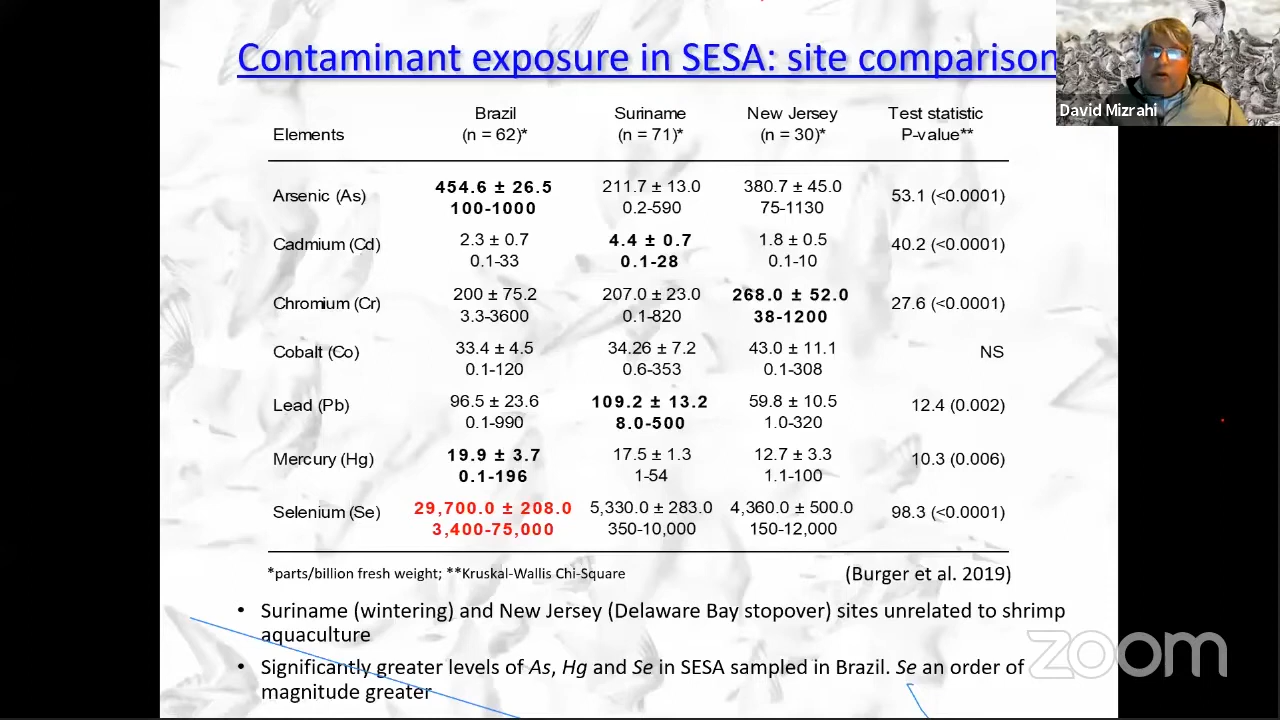 Contaminant exposure in SESA: site comparison
David Mizrahi
Elements Brazil (n = 62)* Suriname (n = 71)* New Jersey (n = 30)* Test statistic P-value**
Arsenic (As) 454.6 ± 26.5 211.7 ± 13.0 380.7 ± 45.0 53.1 (<0.0001)
100-1000 0.2-590 75-1130
Cadmium (Cd) 2.3 ± 0.7 4.4 ± 0.7 1.8 ± 0.5 40.2 (<0.0001)
0.1-33 0.1-28 0.1-10
Chromium (Cr) 200 ± 75.2 207.0 ± 23.0 268.0 ± 52.0 27.6 (<0.0001)
3.3-3600 0.1-820 38-1200
Cobalt (Co) 33.4 ± 4.5 34.26 ± 7.2 43.0 ± 11.1 NS
0.1-120 0.6-353 0.1-308
Lead (Pb) 96.5 ± 23.6 109.2 ± 13.2 59.8 ± 10.5 12.4 (0.002)
0.1-990 8.0-500 1.0-320
Mercury (Hg) 19.9 ± 3.7 17.5 ± 1.3 12.7 ± 3.3 10.3 (0.006)
0.1-196 1-54 1.1-100
Selenium (Se) 29,700.0 ± 208.0 5,330.0 ± 283.0 4,360.0 ± 500.0 98.3 (<0.0001)
3,400-75,000 350-10,000 150-12,000
*parts/billion fresh weight; **Kruskal-Wallis Chi-Square (Burger et al. 2019)
• Suriname (wintering) and New Jersey (Delaware Bay stopover) sites unrelated to shrimp
aquaculture
• Significantly greater levels of As, Hg and Se in SESA sampled in Brazil. Se an order of
magnitude greater
zoom